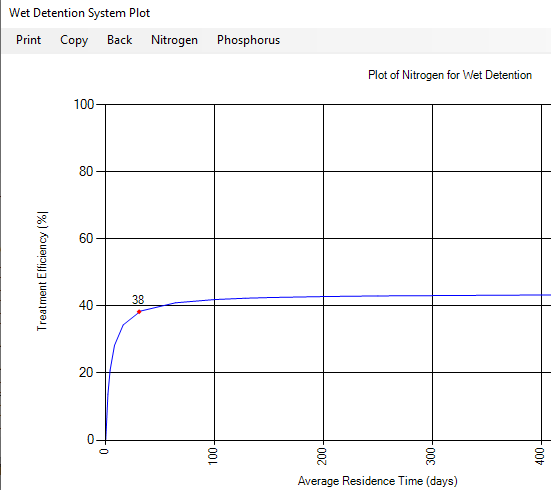 Wet Detention System Plot
Print Copy Back Nitrogen Phosphorus
Plot of Nitrogen for Wet Detention
100
80
60
40
20
0
Treatment Efficiency (%)
38
0 100 200 300 400
Average Residence Time (days)